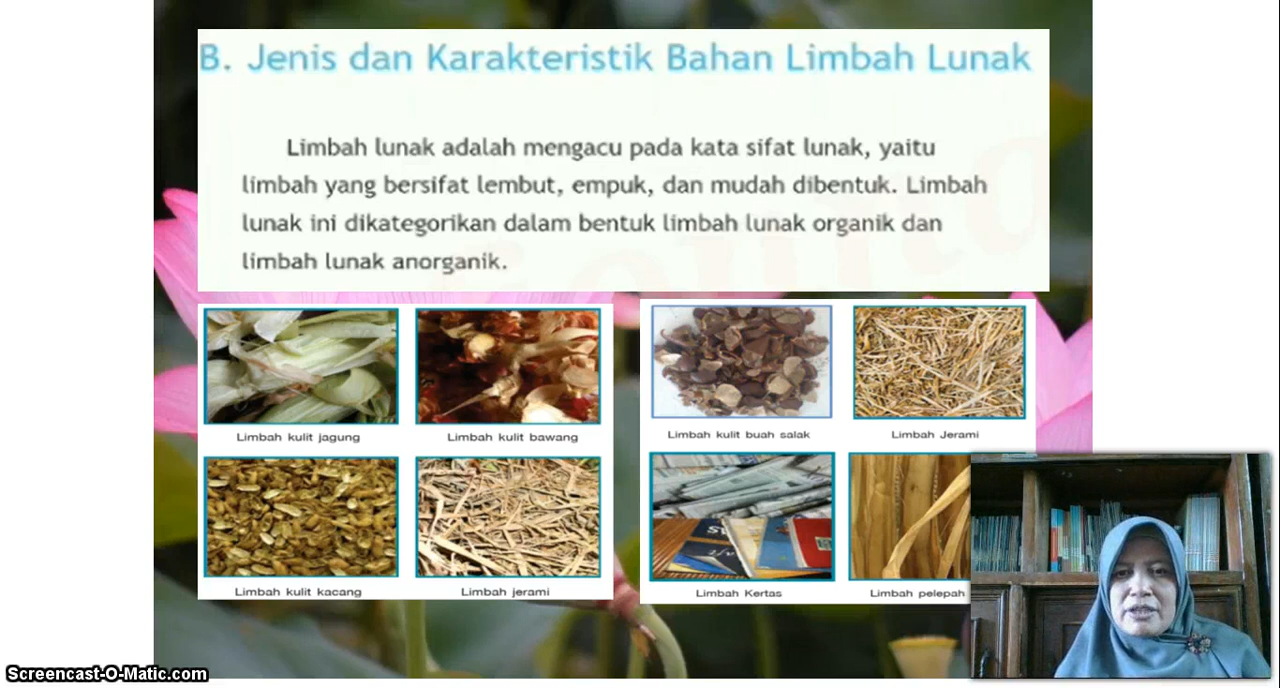 B. Jenis dan Karakteristik Bahan Limbah Lunak
Limbah lunak adalah mengacu pada kata sifat lunak, yaitu
limbah yang bersifat lembut, empuk, dan mudah dibentuk. Limbah
lunak ini dikategorikan dalam bentuk limbah lunak organik dan
limbah lunak anorganik.
Limbah kulit jagung
Limbah kulit bawang
Limbah kulit buah salak
Limbah Jerami
Limbah kulit kacang
Limbah jerami
Limbah Kertas
Limbah pelepah
Screencast-O-Matic.com